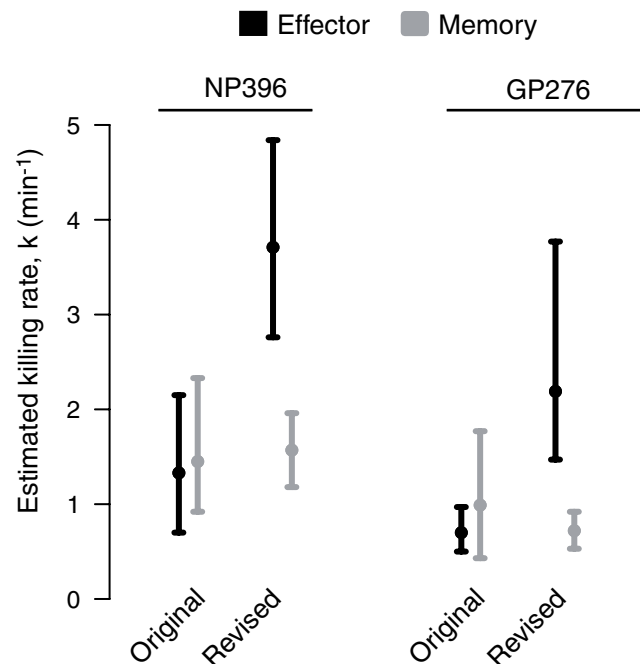 Effector Memory
NP396 GP276
Estimated killing rate, k (min-1)
5
4
3
2
1
0
Original Revised Original Revised